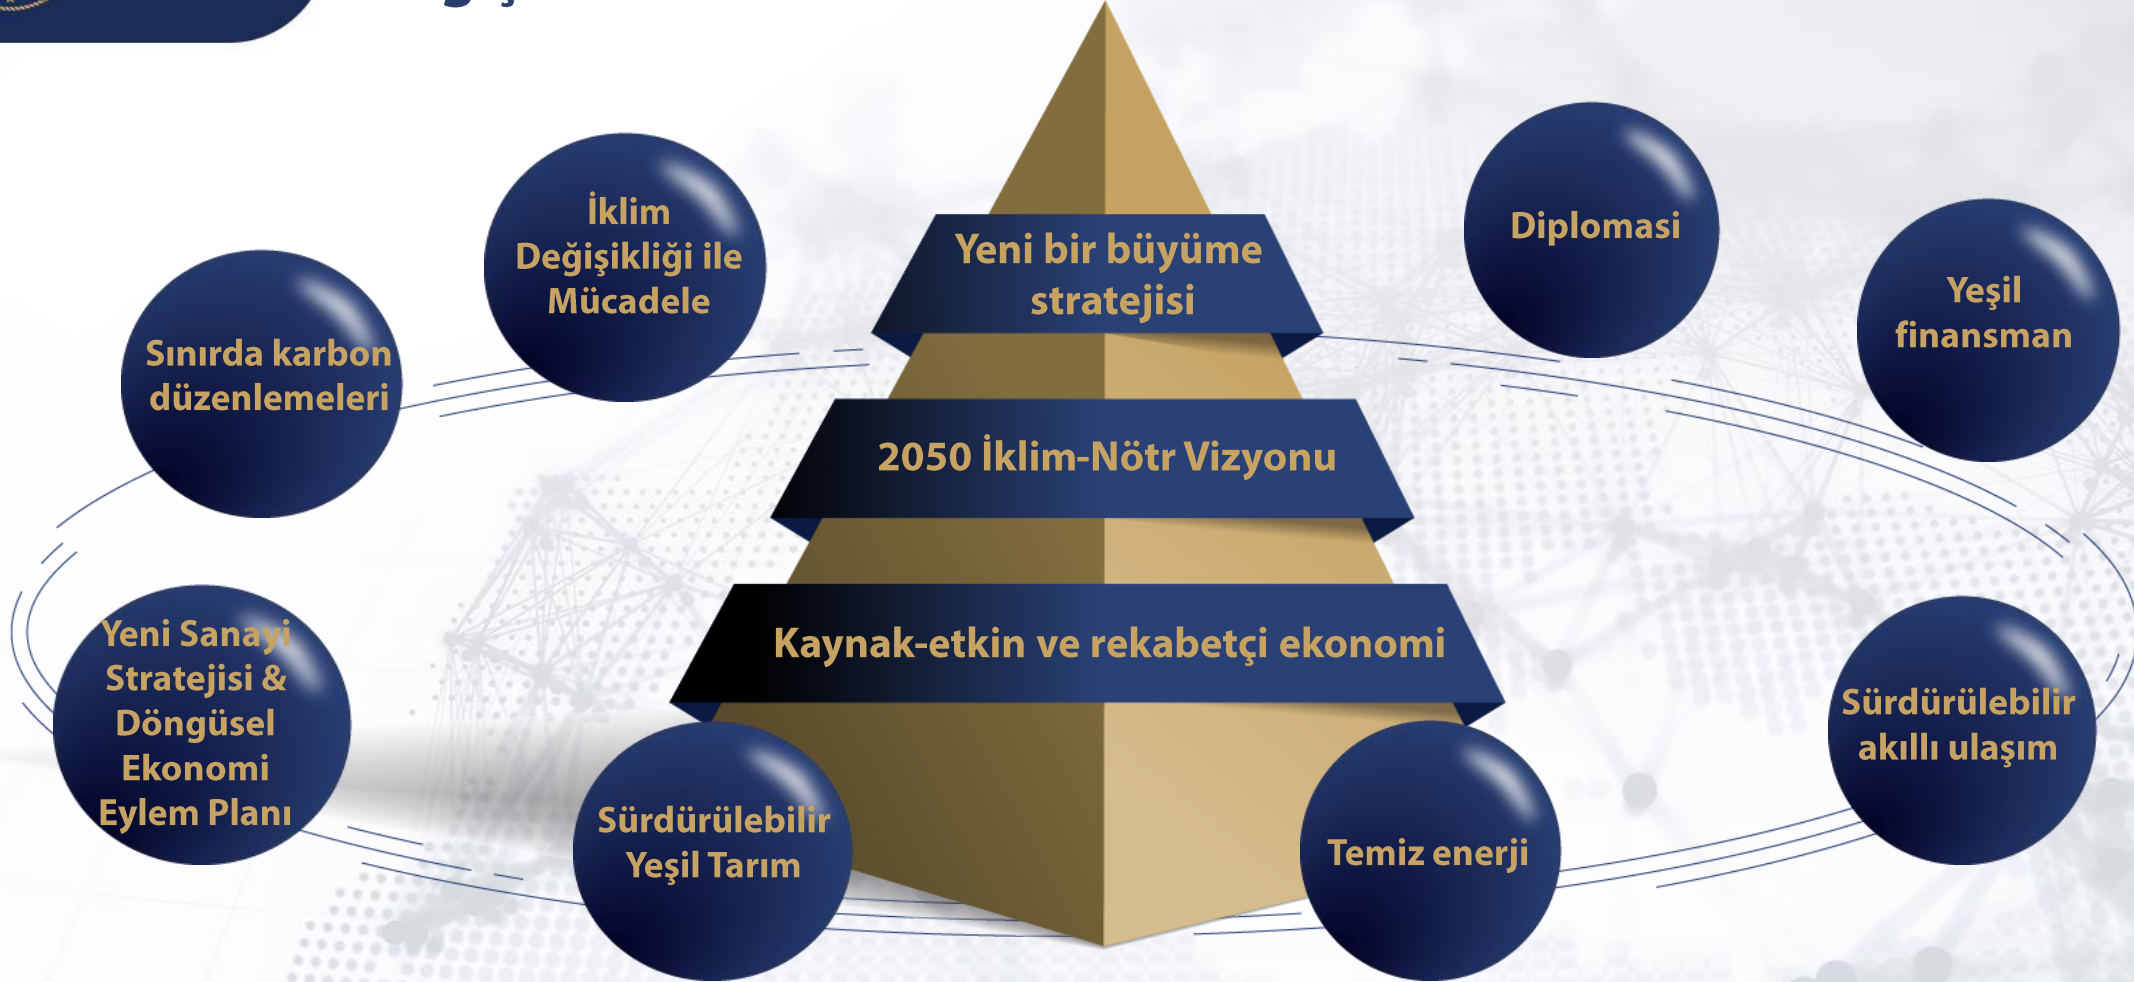 İklim
Değişikliği ile
Mücadele
Diplomasi
Yeni bir büyüme
stratejisi
Yeşil
finansman
Sınırda karbon
düzenlemeleri
2050 İklim-Nötr Vizyonu
Yeni Sanayi
Stratejisi &
Döngüsel
Ekonomi
Eylem Planı
Kaynak-etkin ve rekabetçi ekonomi
Sürdürülebilir
akıllı ulaşım
Sürdürülebilir
Yeşil Tarım
Temiz enerji